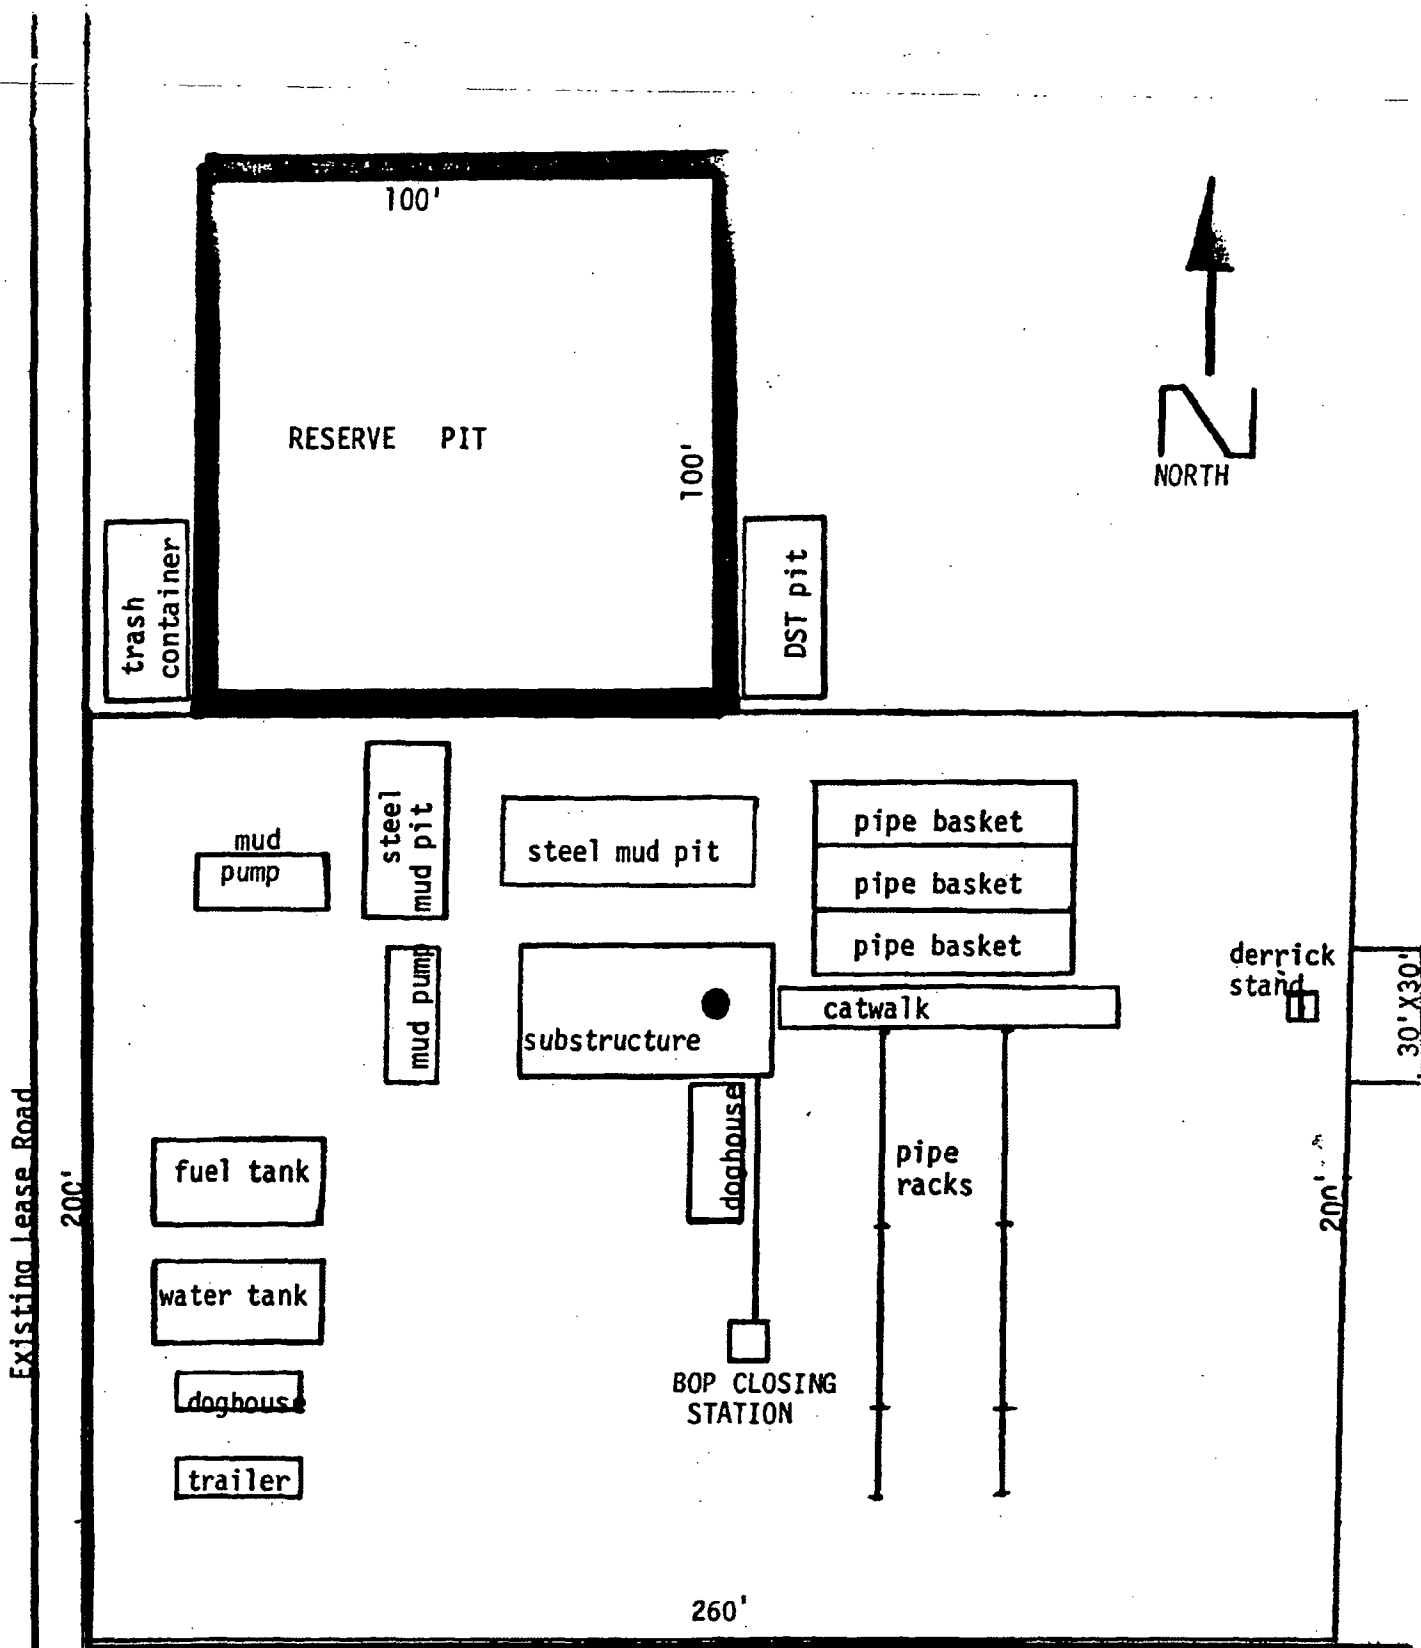 100'
RESERVE PIT
100'
N
NORTH
trash
container
DST pit
mud
pump
steel
mud pit
steel mud pit
pipe basket
pipe basket
pipe basket
mud pump
substructure
catwalk
derrick
stand
30'X30'
doghouse
pipe
racks
fuel tank
water tank
doghouse
trailer
BOP CLOSING
STATION
Existing Lease Road
200'
200'
260'